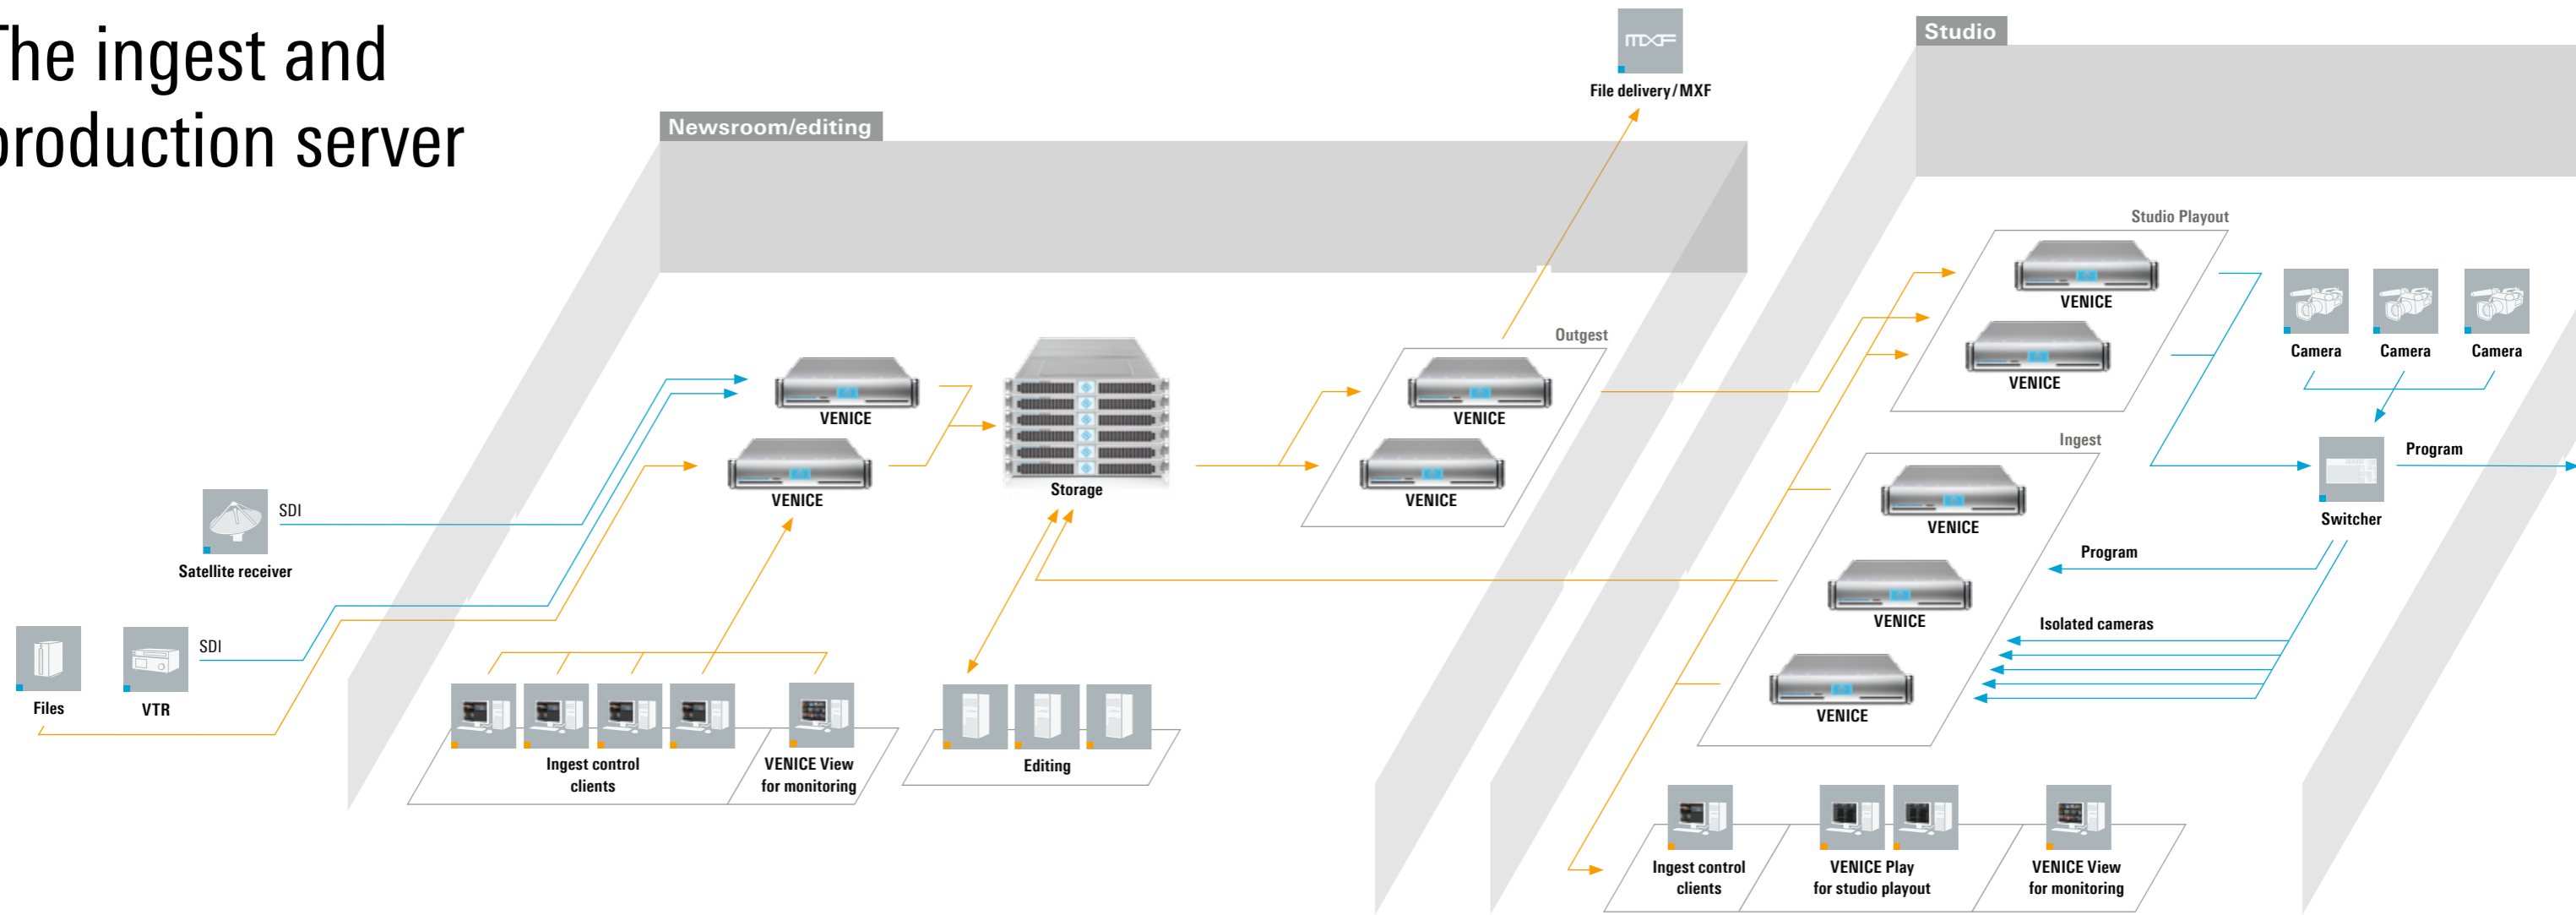 The ingest and
production server
mxf
File delivery/MXF
Studio
Newsroom/editing
Studio Playout
VENICE
VENICE
Camera
Camera
Camera
Outgest
VENICE
VENICE
VENICE
VENICE
Storage
Ingest
VENICE
VENICE
VENICE
Program
Switcher
Program
Isolated cameras
SDI
Satellite receiver
SDI
Files
VTR
Ingest control
clients
VENICE View
for monitoring
Editing
Ingest control
clients
VENICE Play
for studio playout
VENICE View
for monitoring